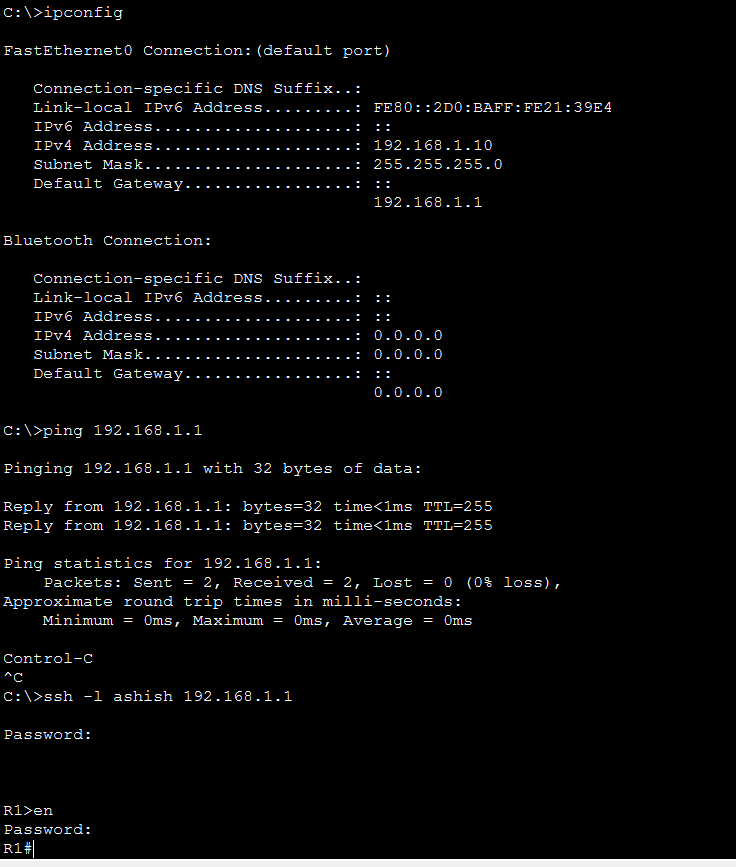 C:\>ipconfig
FastEthernet0 Connection:(default port)
Connection-specific DNS Suffix..:
Link-local IPv6 Address.........: FE80::2D0:BAFF:FE21:39E4
IPv6 Address....................: ::
IPv4 Address....................: 192.168.1.10
Subnet Mask.....................: 255.255.255.0
Default Gateway.................: ::
192.168.1.1
Bluetooth Connection:
Connection-specific DNS Suffix..:
Link-local IPv6 Address.........: ::
IPv6 Address....................: ::
IPv4 Address....................: 0.0.0.0
Subnet Mask.....................: 0.0.0.0
Default Gateway.................: ::
0.0.0.0
C:\>ping 192.168.1.1
Pinging 192.168.1.1 with 32 bytes of data:
Reply from 192.168.1.1: bytes=32 time<1ms TTL=255
Reply from 192.168.1.1: bytes=32 time<1ms TTL=255
Ping statistics for 192.168.1.1:
Packets: Sent = 2, Received = 2, Lost = 0 (0% loss),
Approximate round trip times in milli-seconds:
Minimum = 0ms, Maximum = 0ms, Average = 0ms
Control-C
^C
C:\>ssh -l ashish 192.168.1.1
Password:
R1>en
Password:
R1#